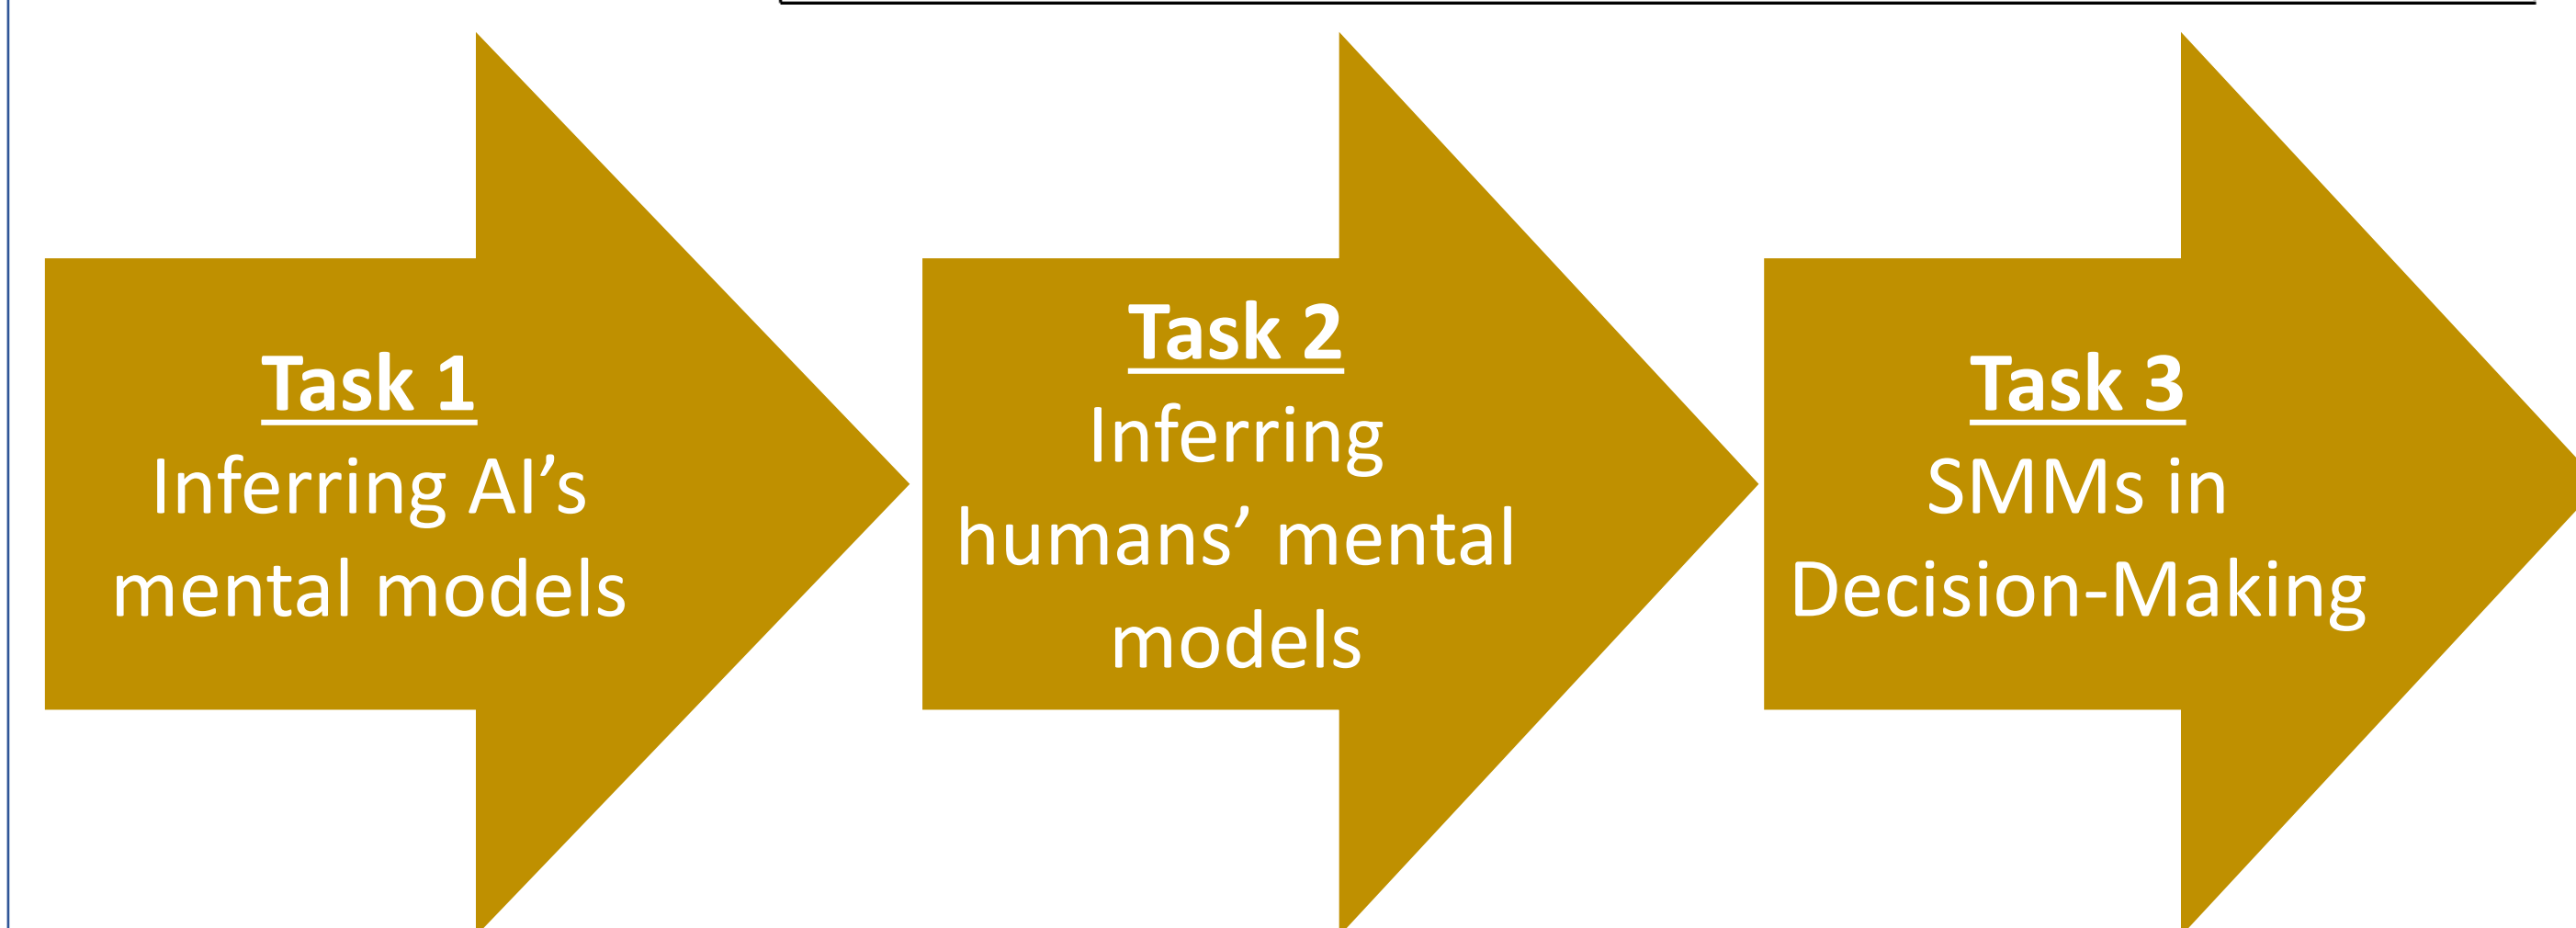 Task 1
Inferring AI’s
mental models
Task 2
Inferring
humans’ mental
models
Task 3
SMMs in
Decision-Making